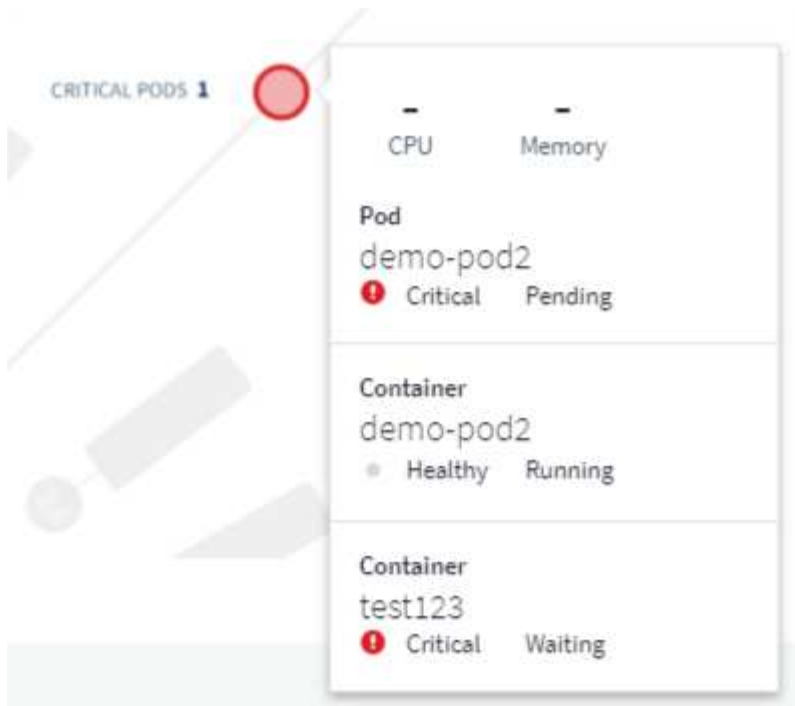 CRITICAL PODS 1
- -
CPU Memory
Pod
demo-pod2
Critical Pending
Container
demo-pod2
Healthy Running
Container
test123
Critical Waiting